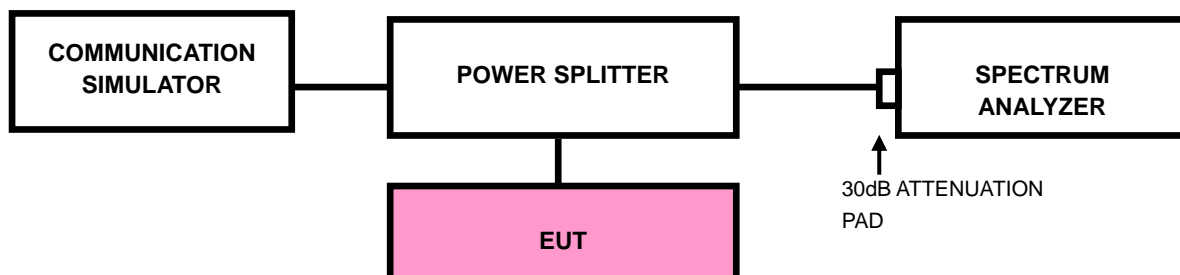 COMMUNICATION
SIMULATOR
POWER SPLITTER
SPECTRUM
ANALYZER
30dB ATTENUATION
PAD
EUT